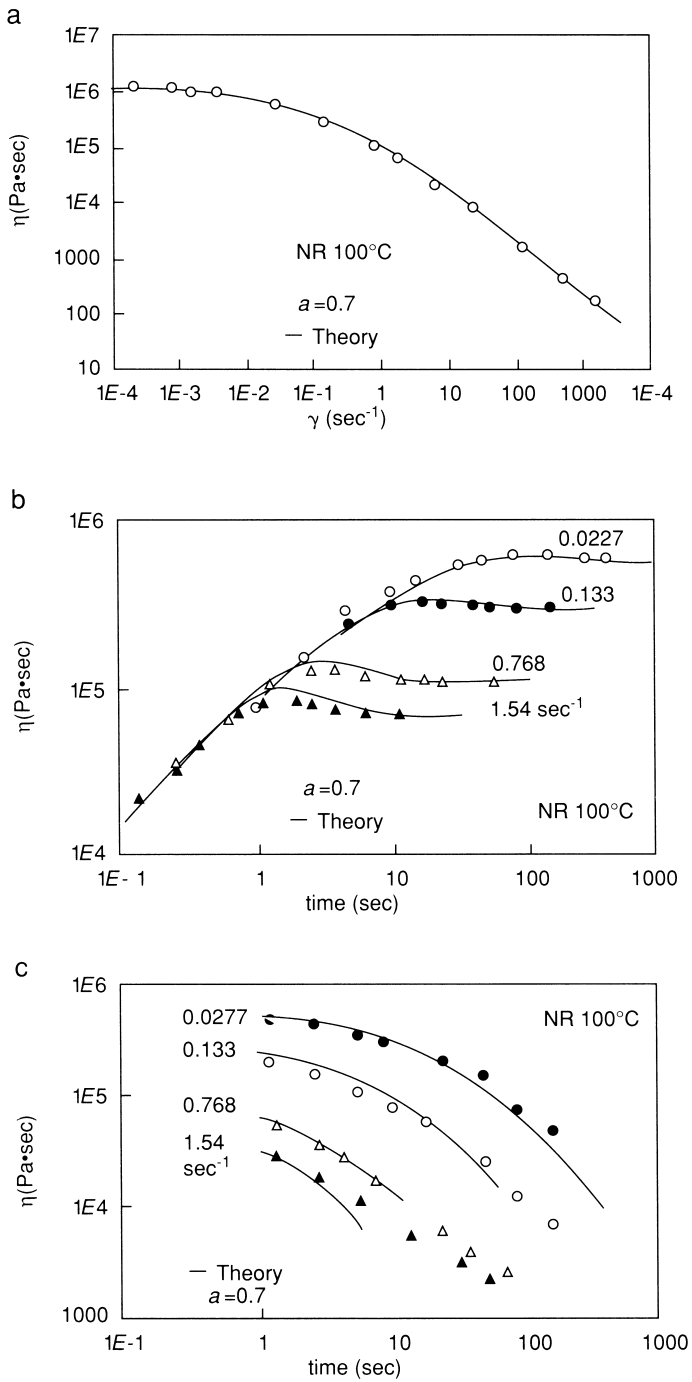 a
1E7
1E6
1E5
1E4
1000
100
10
η(Pa•sec)
NR 100°C
a=0.7
— Theory
1E-4 1E-3 1E-2 1E-1 1 10 100 1000 1E-4
γ (sec-1)
b
1E6
1E5
1E4
η(Pa•sec)
0.0227
0.133
0.768
1.54 sec-1
a=0.7
— Theory
NR 100°C
1E- 1 1 10 100 1000
time (sec)
c
1E6
1E5
1E4
1000
η(Pa•sec)
0.0277
NR 100°C
0.133
0.768
1.54
sec-1
— Theory
a=0.7
1E-1 1 10 100 1000
time (sec)